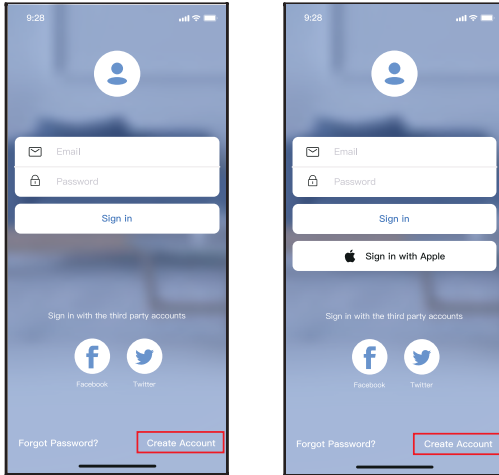 9:28
Email
Password
Sign in
Sign in with the third party accounts
Facebook Twitter
Forgot Password? Create Account
9:28
Email
Password
Sign in
Sign in with Apple
Sign in with the third party accounts
Facebook Twitter
Forgot Password? Create Account